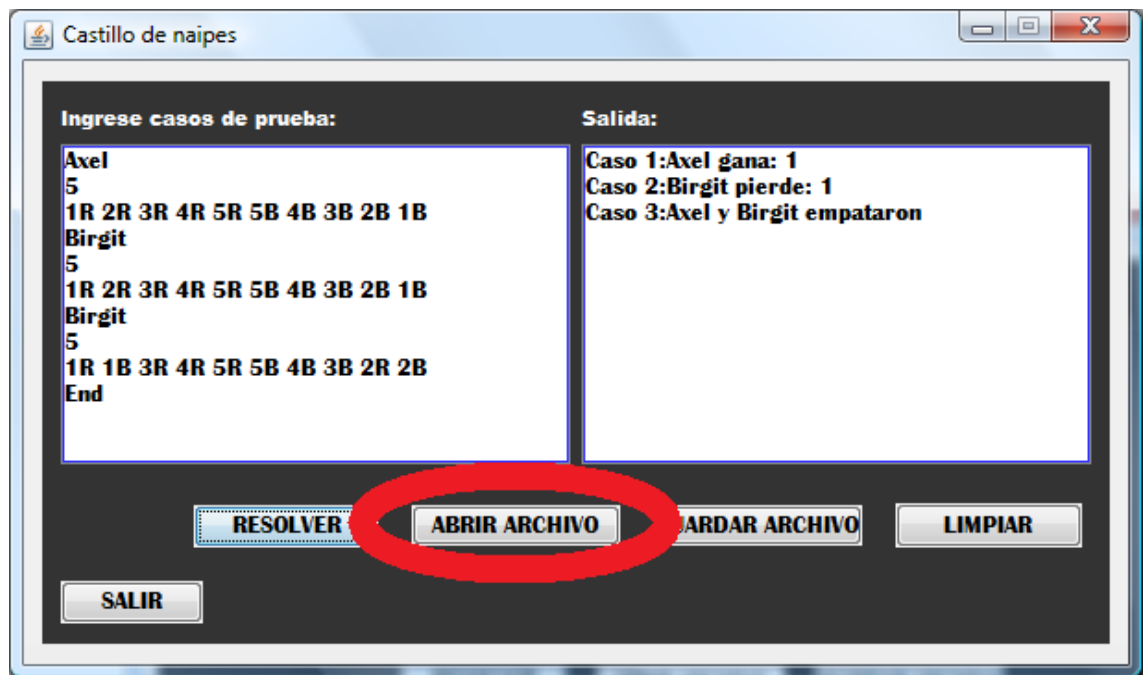 Castillo de naipes
Ingrese casos de prueba:
Axel
5
1R 2R 3R 4R 5R 5B 4B 3B 2B 1B
Birgit
5
1R 2R 3R 4R 5R 5B 4B 3B 2B 1B
Birgit
5
1R 1B 3R 4R 5R 5B 4B 3B 2R 2B
End
Salida:
Caso 1:Axel gana: 1
Caso 2:Birgit pierde: 1
Caso 3:Axel y Birgit empataron
RESOLVER ABRIR ARCHIVO ARCHIVO LIMPIAR
SALIR